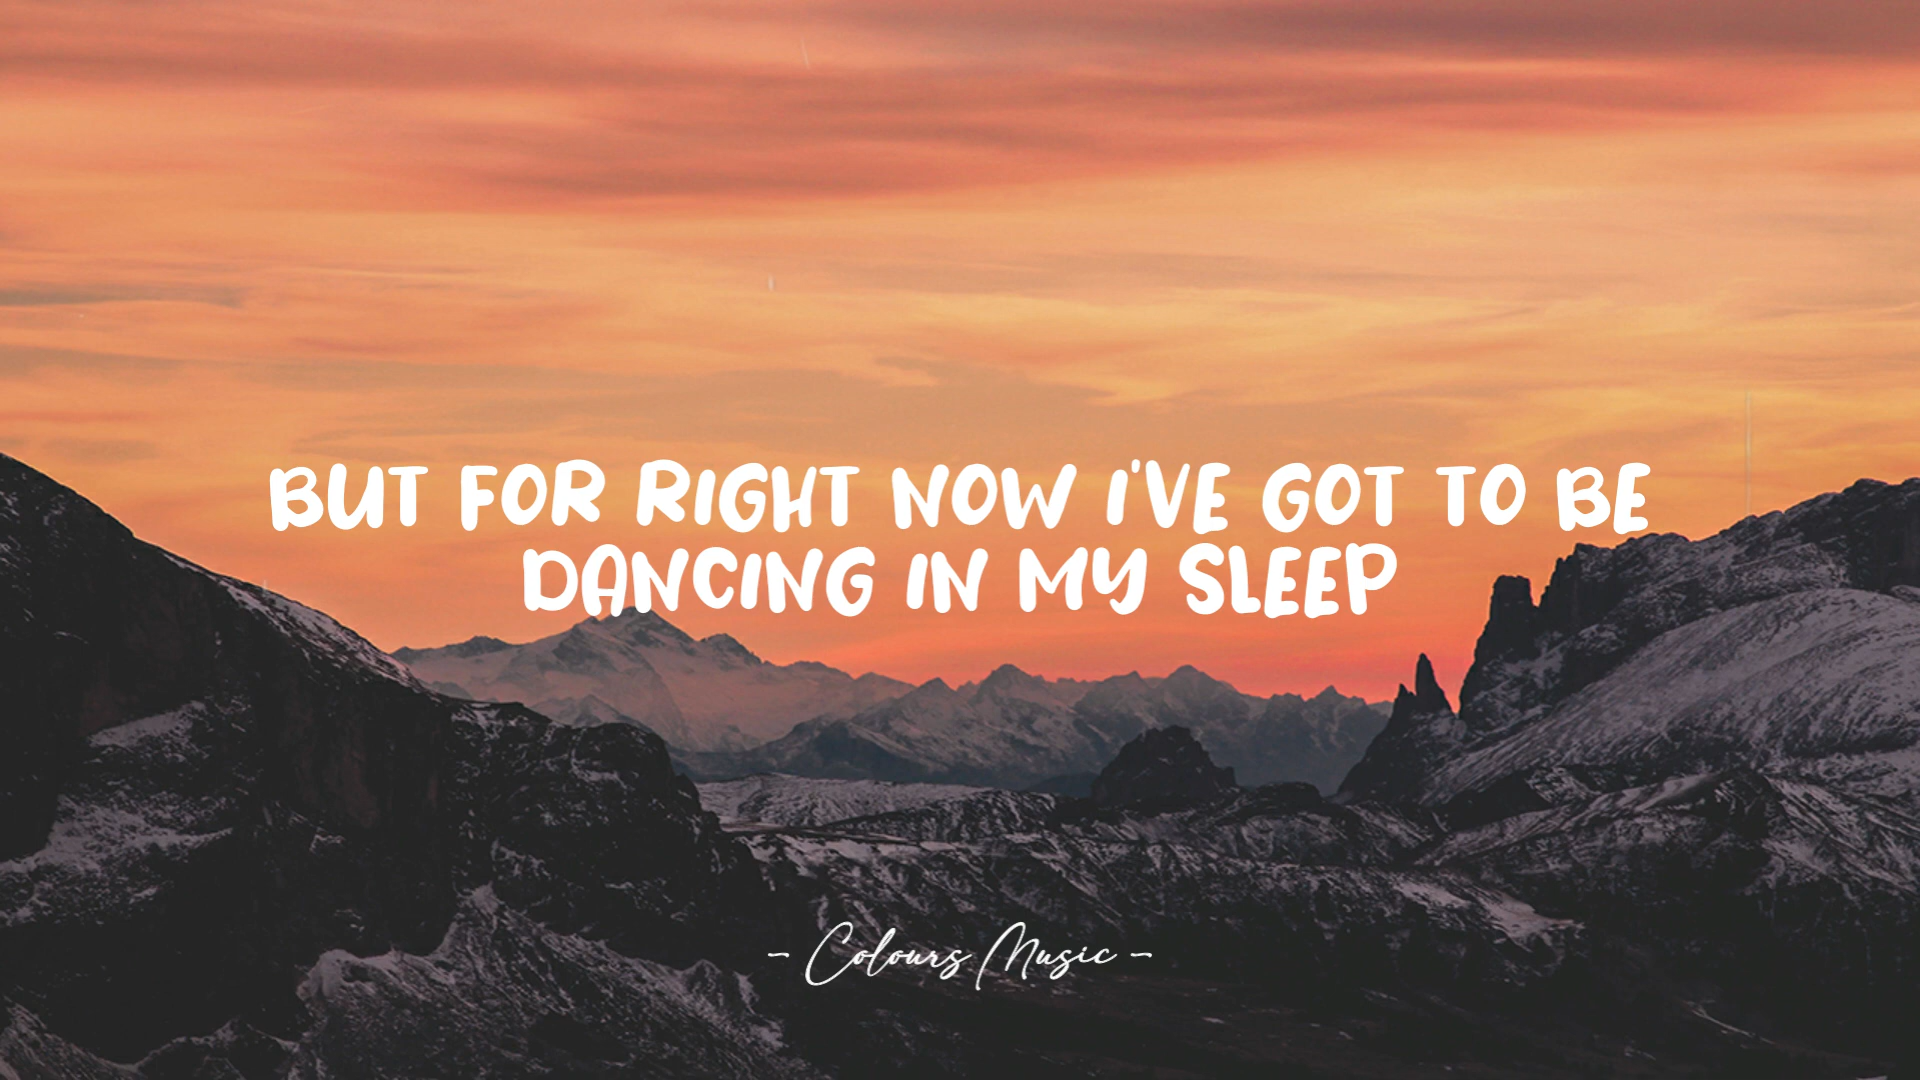 BUT FOR RIGHT NOW I'VE GOT TO BE
DANCING IN MY SLEEP
- Colours Music -